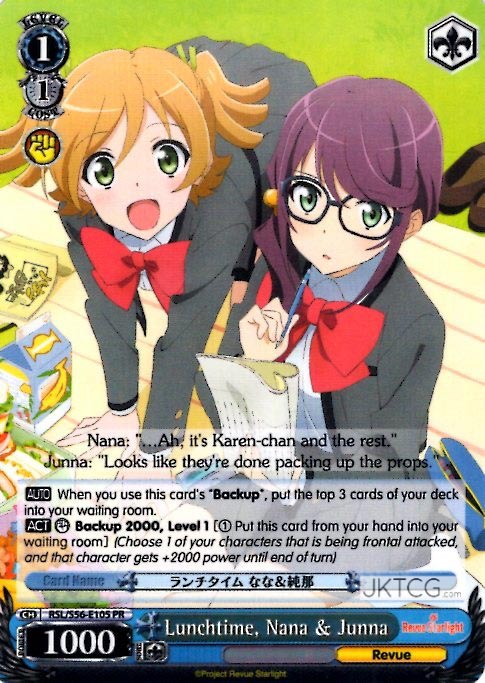 LEVEL
1
1
COST
Nana: "...Ah, it's Karen-chan and the rest."
Junna: "Looks like they're done packing up the props."
AUTO When you use this card's "Backup", put the top 3 cards of your deck
into your waiting room.
ACT Backup 2000, Level 1 [① Put this card from your hand into your
waiting room] (Choose 1 of your characters that is being frontal attacked,
and that character gets +2000 power until end of turn)
Card Name
ランチタイム なな&純那
JKTCG.com
RSL/S56-E105 PR
1000
Lunchtime, Nana & Junna
Revue Starlight
Revue
©Project Revue Starlight